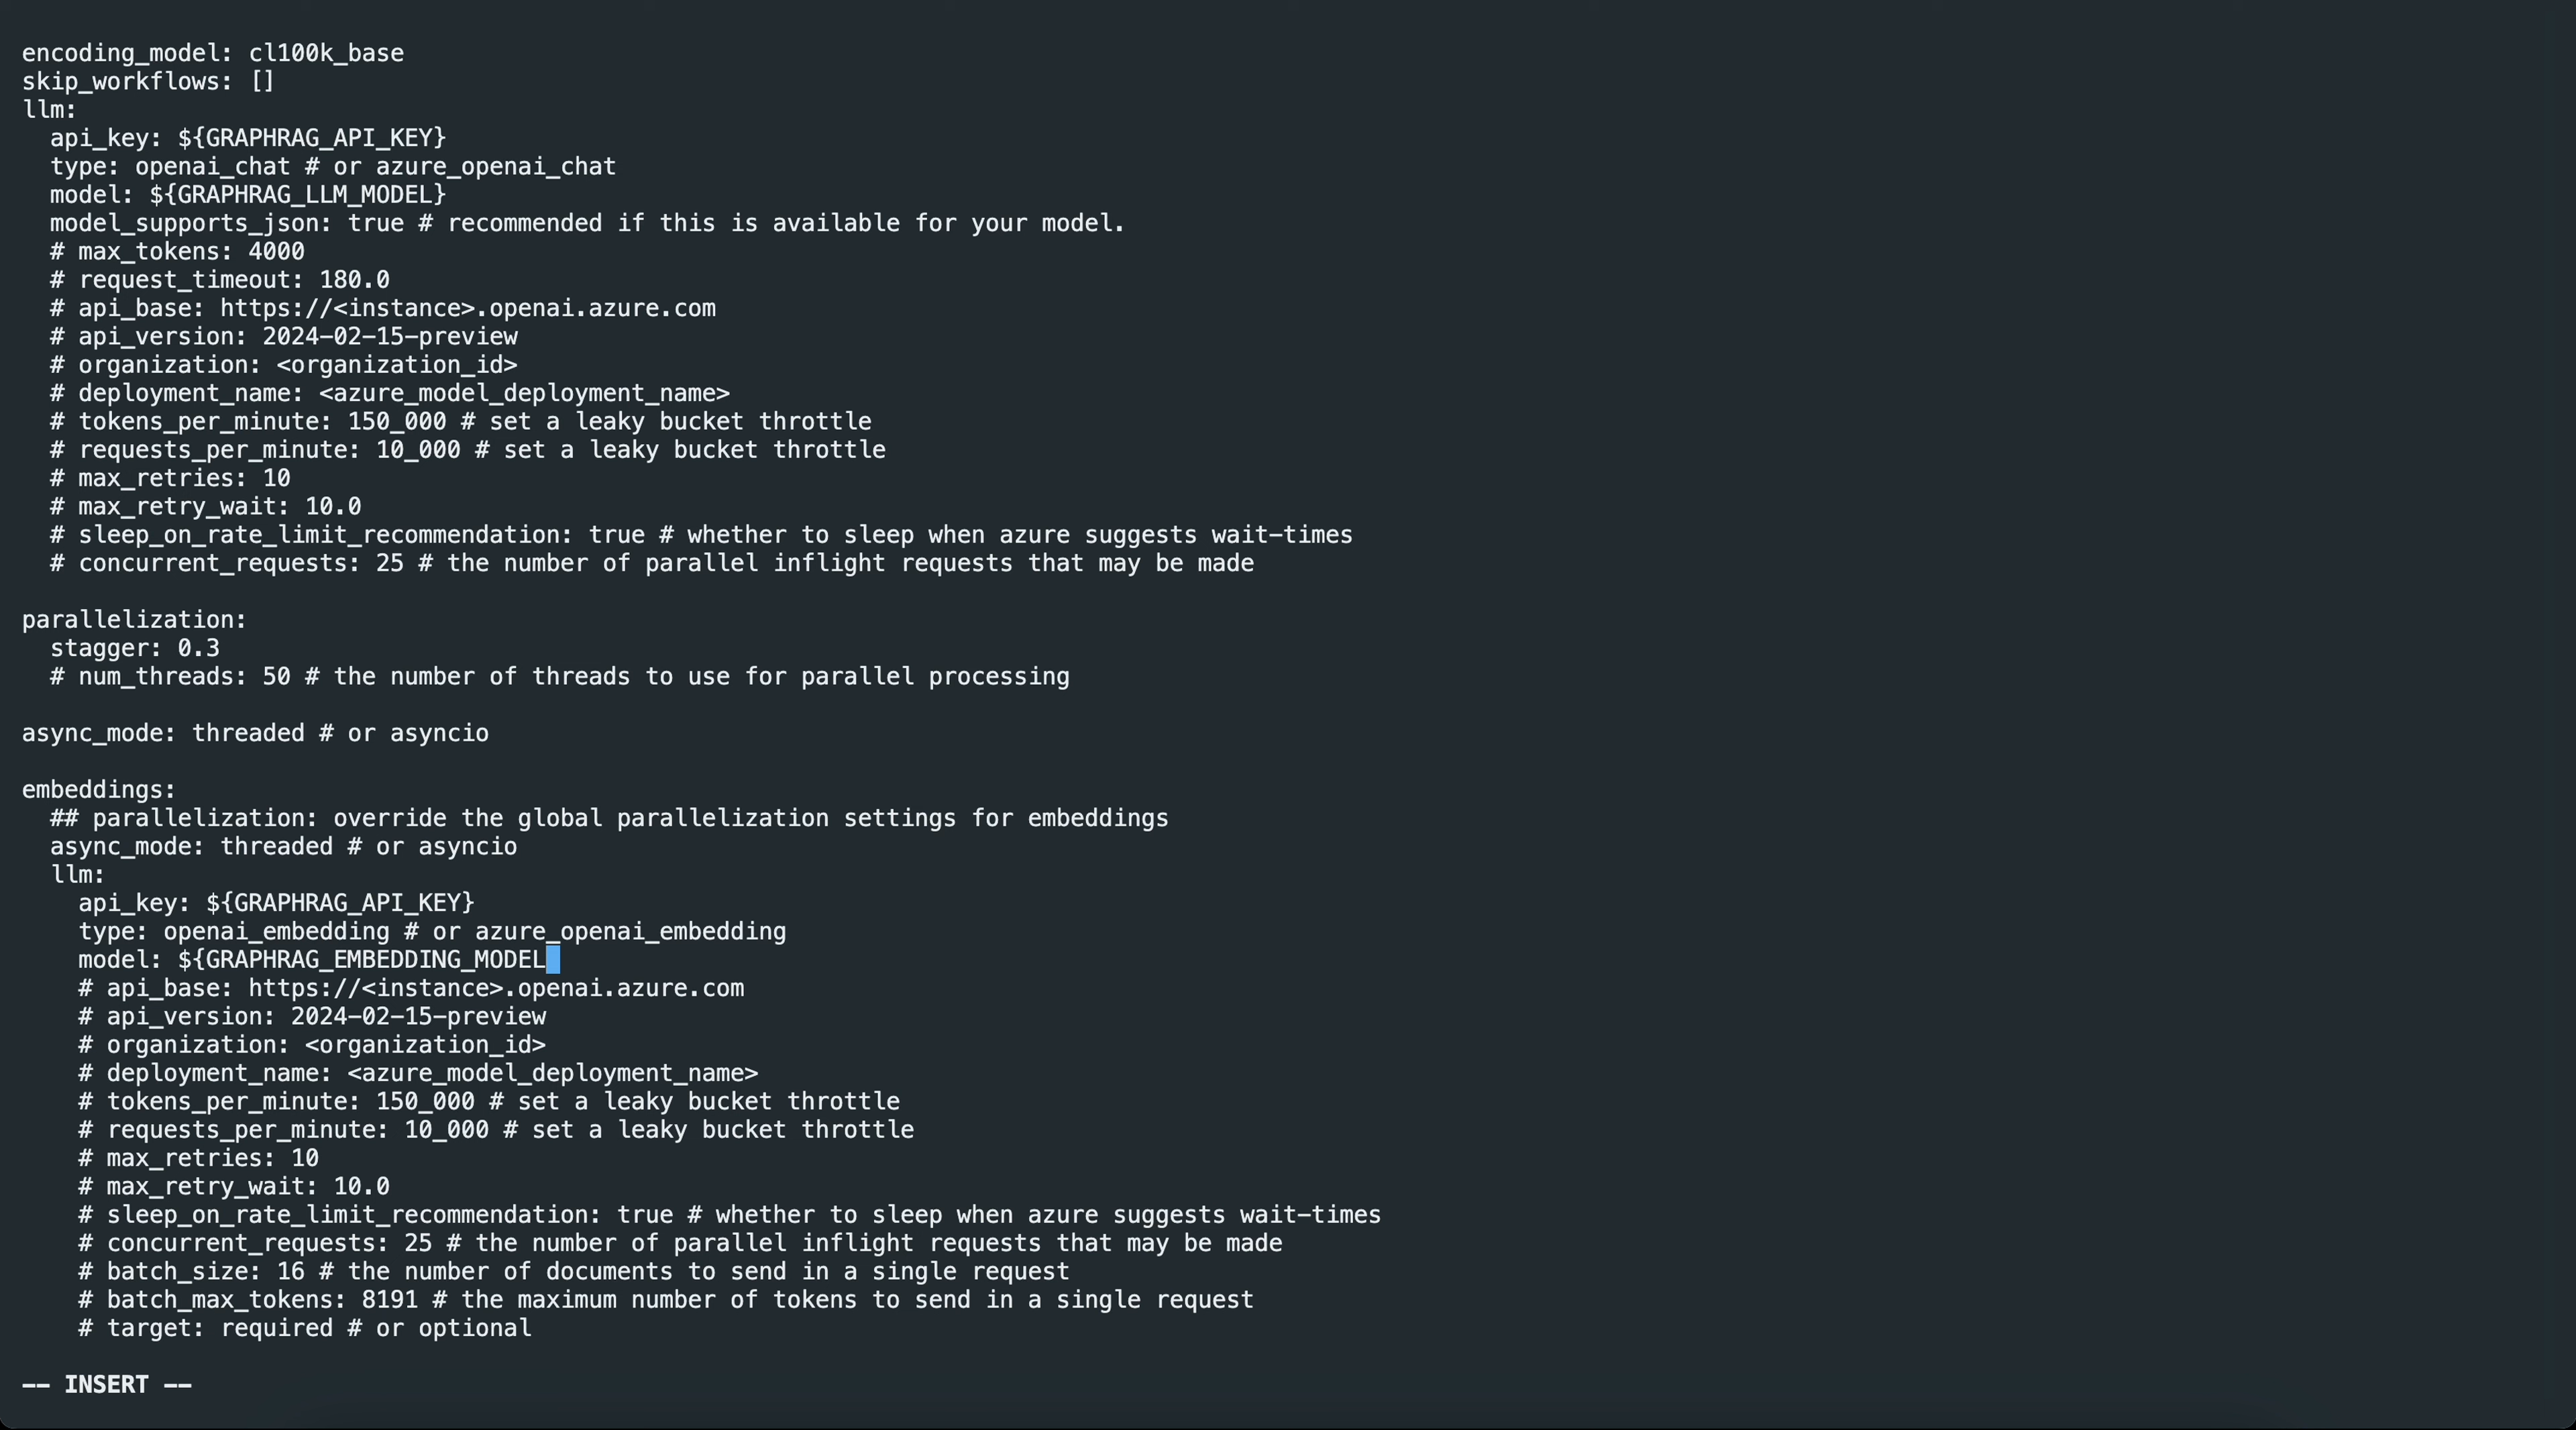 encoding_model: cl100k_base
skip_workflows: []
llm:
  api_key: ${GRAPHRAG_API_KEY}
  type: openai_chat # or azure_openai_chat
  model: ${GRAPHRAG_LLM_MODEL}
  model_supports_json: true # recommended if this is available for your model.
  # max_tokens: 4000
  # request_timeout: 180.0
  # api_base: https://<instance>.openai.azure.com
  # api_version: 2024-02-15-preview
  # organization: <organization_id>
  # deployment_name: <azure_model_deployment_name>
  # tokens_per_minute: 150_000 # set a leaky bucket throttle
  # requests_per_minute: 10_000 # set a leaky bucket throttle
  # max_retries: 10
  # max_retry_wait: 10.0
  # sleep_on_rate_limit_recommendation: true # whether to sleep when azure suggests wait-times
  # concurrent_requests: 25 # the number of parallel inflight requests that may be made

parallelization:
  stagger: 0.3
  # num_threads: 50 # the number of threads to use for parallel processing

async_mode: threaded # or asyncio

embeddings:
  ## parallelization: override the global parallelization settings for embeddings
  async_mode: threaded # or asyncio
  llm:
    api_key: ${GRAPHRAG_API_KEY}
    type: openai_embedding # or azure_openai_embedding
    model: ${GRAPHRAG_EMBEDDING_MODEL
    # api_base: https://<instance>.openai.azure.com
    # api_version: 2024-02-15-preview
    # organization: <organization_id>
    # deployment_name: <azure_model_deployment_name>
    # tokens_per_minute: 150_000 # set a leaky bucket throttle
    # requests_per_minute: 10_000 # set a leaky bucket throttle
    # max_retries: 10
    # max_retry_wait: 10.0
    # sleep_on_rate_limit_recommendation: true # whether to sleep when azure suggests wait-times
    # concurrent_requests: 25 # the number of parallel inflight requests that may be made
    # batch_size: 16 # the number of documents to send in a single request
    # batch_max_tokens: 8191 # the maximum number of tokens to send in a single request
    # target: required # or optional

-- INSERT --